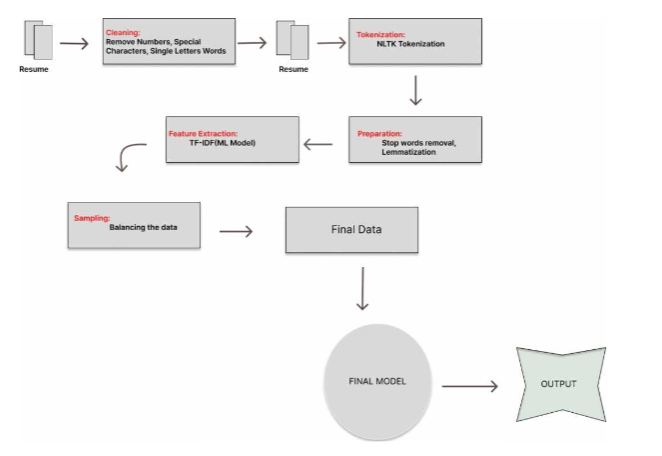 Resume
Cleaning:
Remove Numbers, Special
Characters, Single Letters Words
Resume
Tokenization:
NLTK Tokenization
Preparation:
Stop words removal,
Lemmatization
Feature Extraction:
TF-IDF(ML Model)
Sampling:
Balancing the data
Final Data
FINAL MODEL
OUTPUT